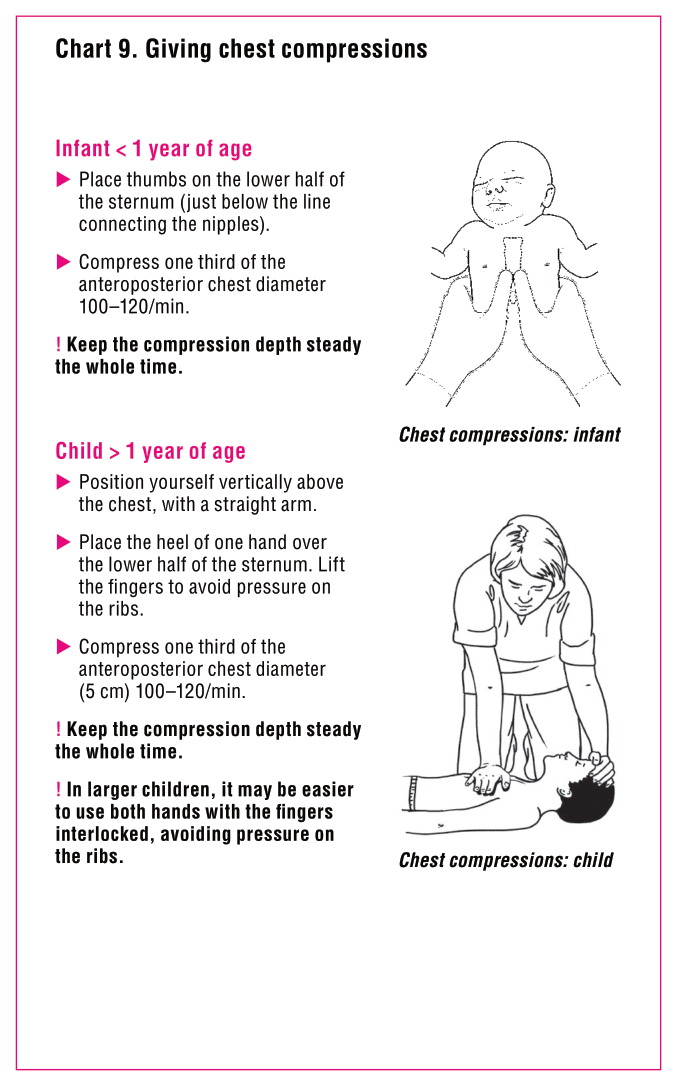 Chart 9. Giving chest compressions
Infant < 1 year of age
▶ Place thumbs on the lower half of
the sternum (just below the line
connecting the nipples).
▶ Compress one third of the
anteroposterior chest diameter
100–120/min.
! Keep the compression depth steady
the whole time.
Chest compressions: infant
Child > 1 year of age
▶ Position yourself vertically above
the chest, with a straight arm.
▶ Place the heel of one hand over
the lower half of the sternum. Lift
the fingers to avoid pressure on
the ribs.
▶ Compress one third of the
anteroposterior chest diameter
(5 cm) 100–120/min.
! Keep the compression depth steady
the whole time.
! In larger children, it may be easier
to use both hands with the fingers
interlocked, avoiding pressure on
the ribs.
Chest compressions: child